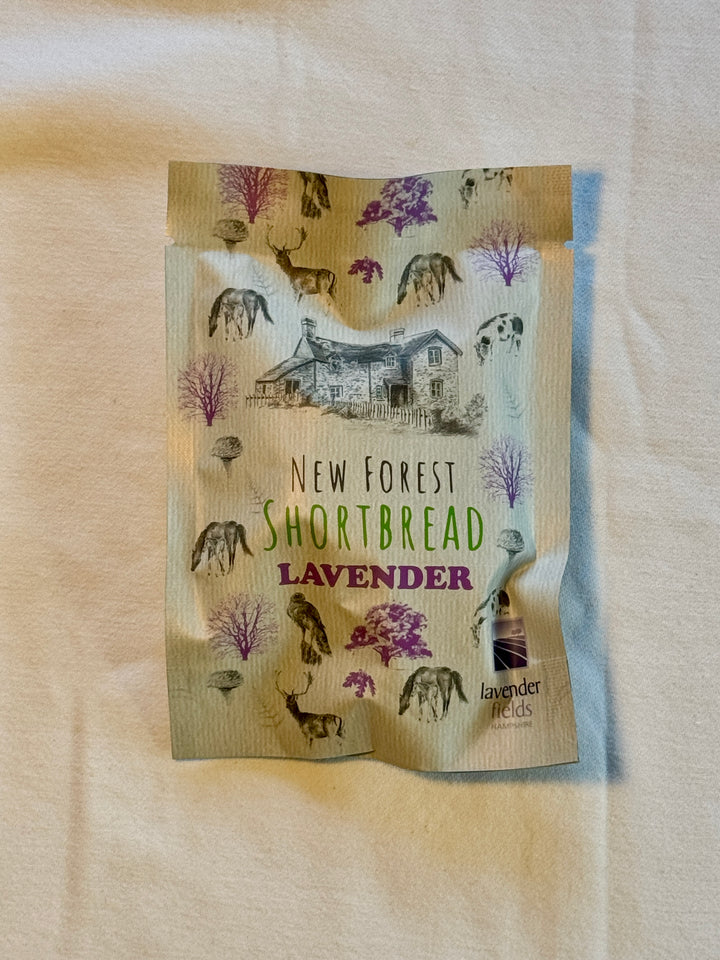 New Forest
Shortbread
LAVENDER
lavender
fields
HAMPSHIRE